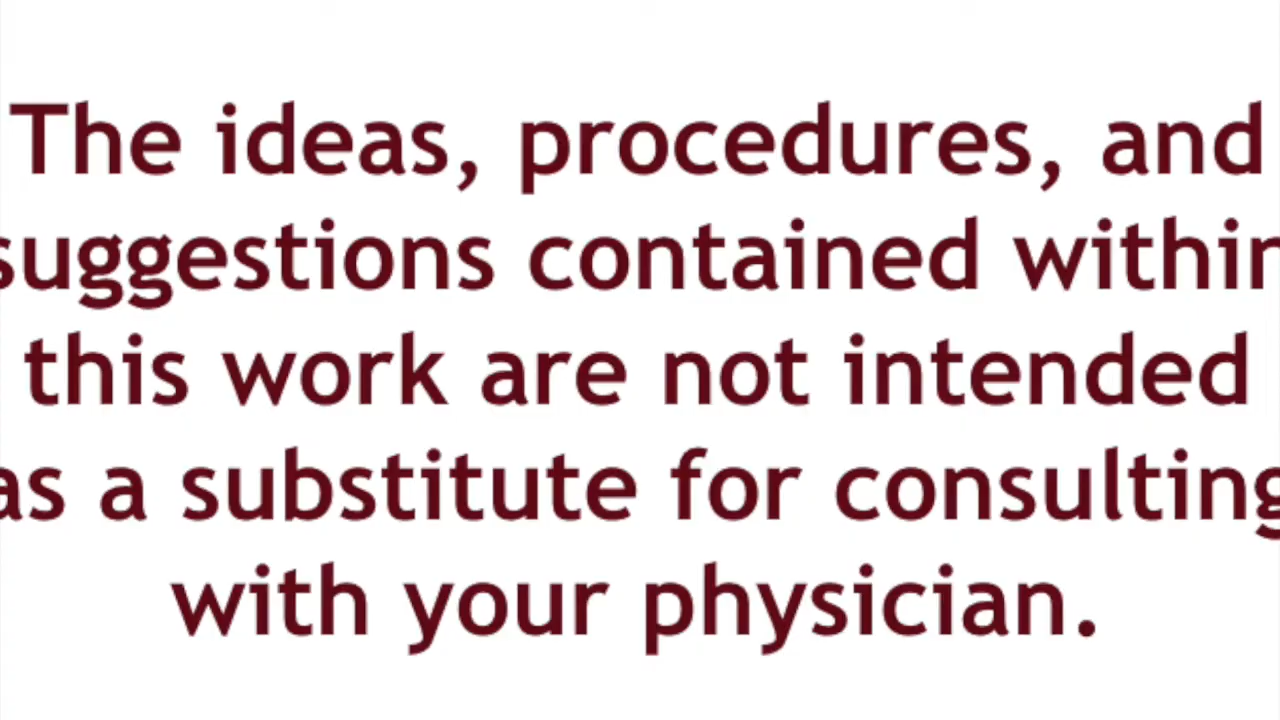 The ideas, procedures, and
suggestions contained within
this work are not intended
as a substitute for consulting
with your physician.